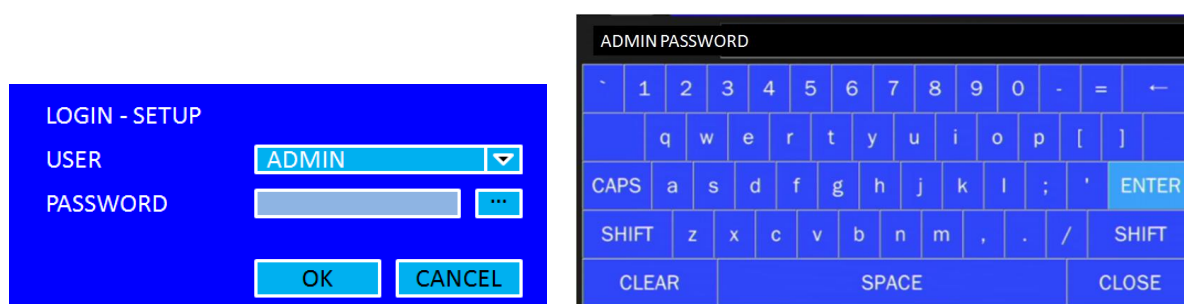 LOGIN - SETUP
USER ADMIN
PASSWORD ...
OK CANCEL
ADMIN PASSWORD
` 1 2 3 4 5 6 7 8 9 0 - = ←
q w e r t y u i o p [ ]
CAPS a s d f g h j k l ; ' ENTER
SHIFT z x c v b n m , . / SHIFT
CLEAR SPACE CLOSE